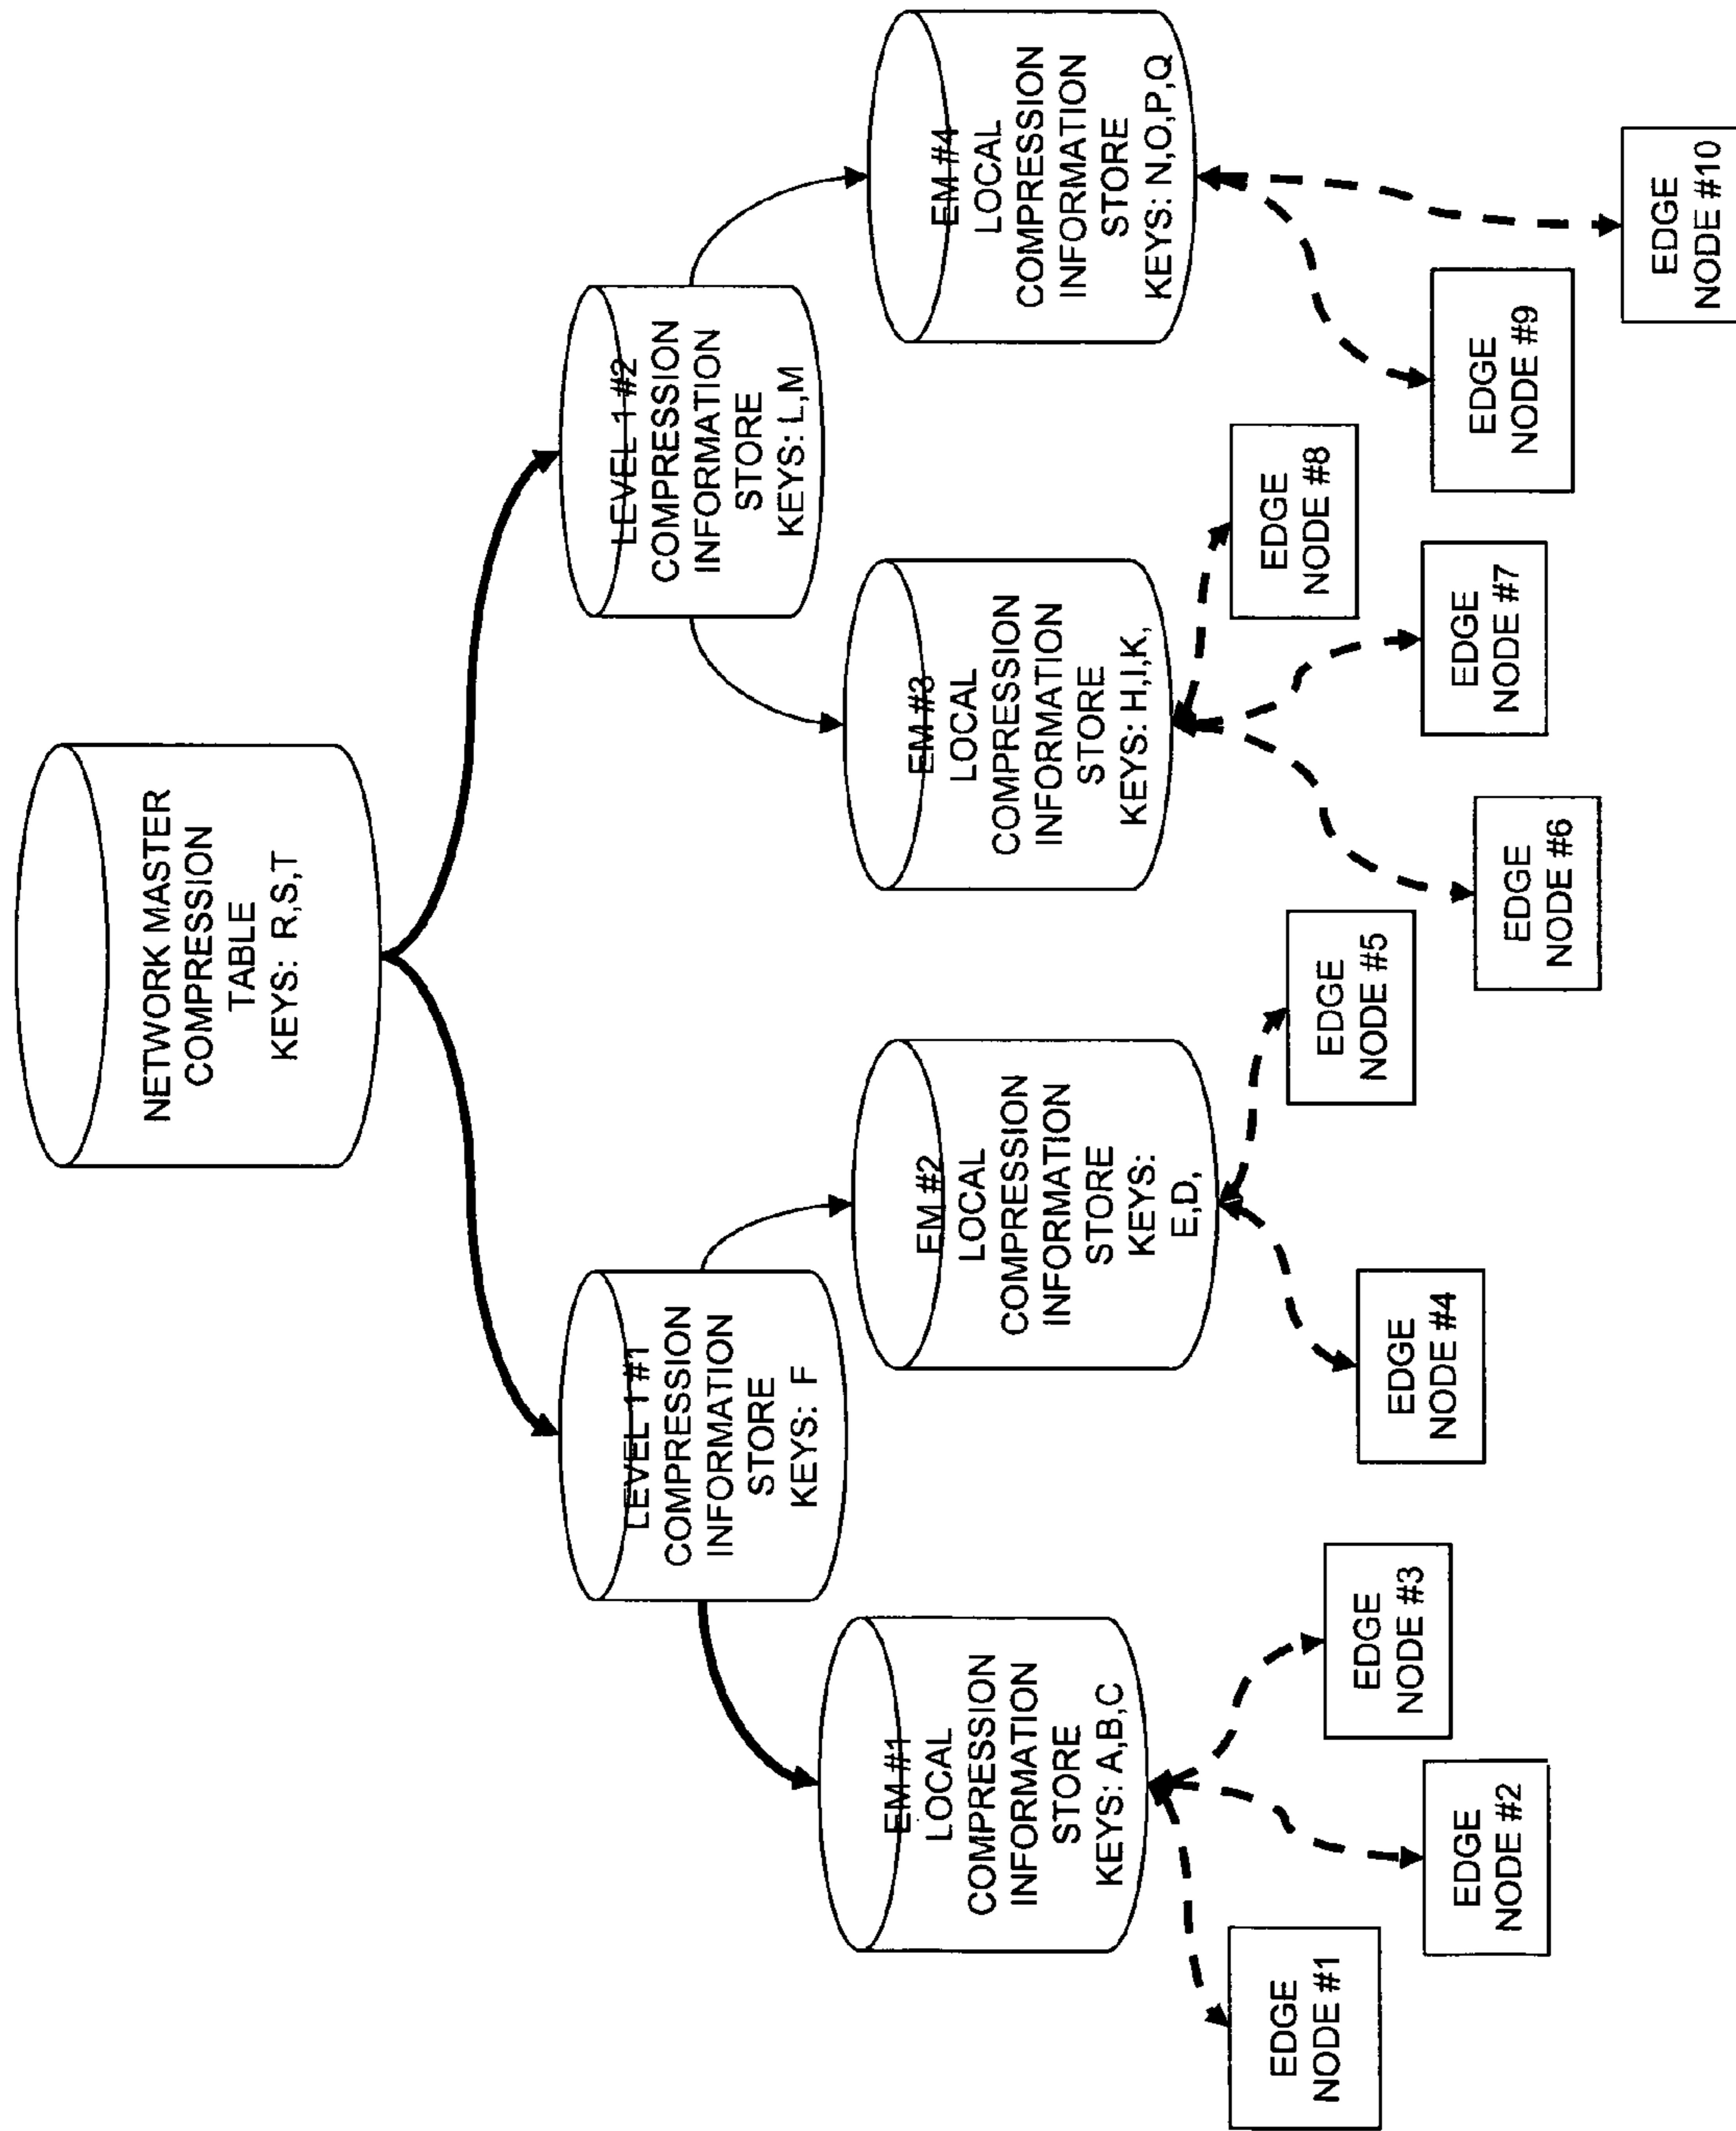 NETWORK MASTER
COMPRESSION
TABLE
KEYS: R,S,T
LEVEL 1 #1
COMPRESSION
INFORMATION
STORE
KEYS: F
LEVEL 1 #2
COMPRESSION
INFORMATION
STORE
KEYS: L,M
EM #1
LOCAL
COMPRESSION
INFORMATION
STORE
KEYS: A,B,C
EM #2
LOCAL
COMPRESSION
INFORMATION
STORE
KEYS:
E,D,
EM #3
LOCAL
COMPRESSION
INFORMATION
STORE
KEYS: H,I,K,
EM #4
LOCAL
COMPRESSION
INFORMATION
STORE
KEYS: N,O,P,Q
EDGE
NODE #1
EDGE
NODE #2
EDGE
NODE #3
EDGE
NODE #4
EDGE
NODE #5
EDGE
NODE #6
EDGE
NODE #7
EDGE
NODE #8
EDGE
NODE #9
EDGE
NODE #10